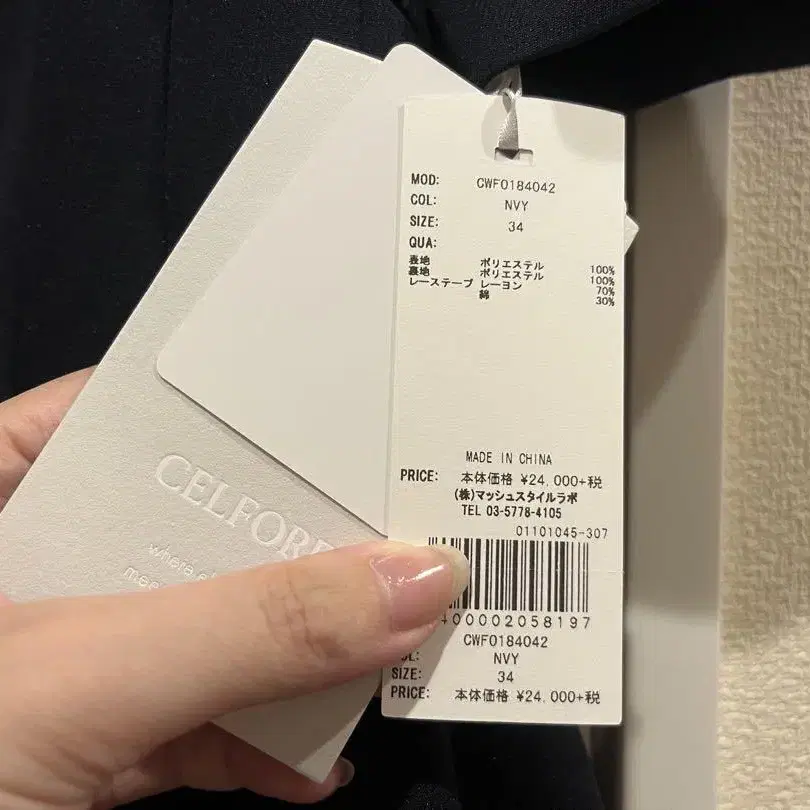 MOD: CWF0184042
COL: NVY
SIZE: 34
QUA:
表地 ポリエステル 100%
裏地 ポリエステル 100%
レーステープ レーヨン 70%
綿 30%
MADE IN CHINA
PRICE: 本体価格 ¥24,000+税
(株)マッシュスタイルラボ
TEL 03-5778-4105
01101045-307
400002058197
CWF0184042
NVY
SIZE: 34
PRICE: 本体価格 ¥24,000+税
CELFORD
where